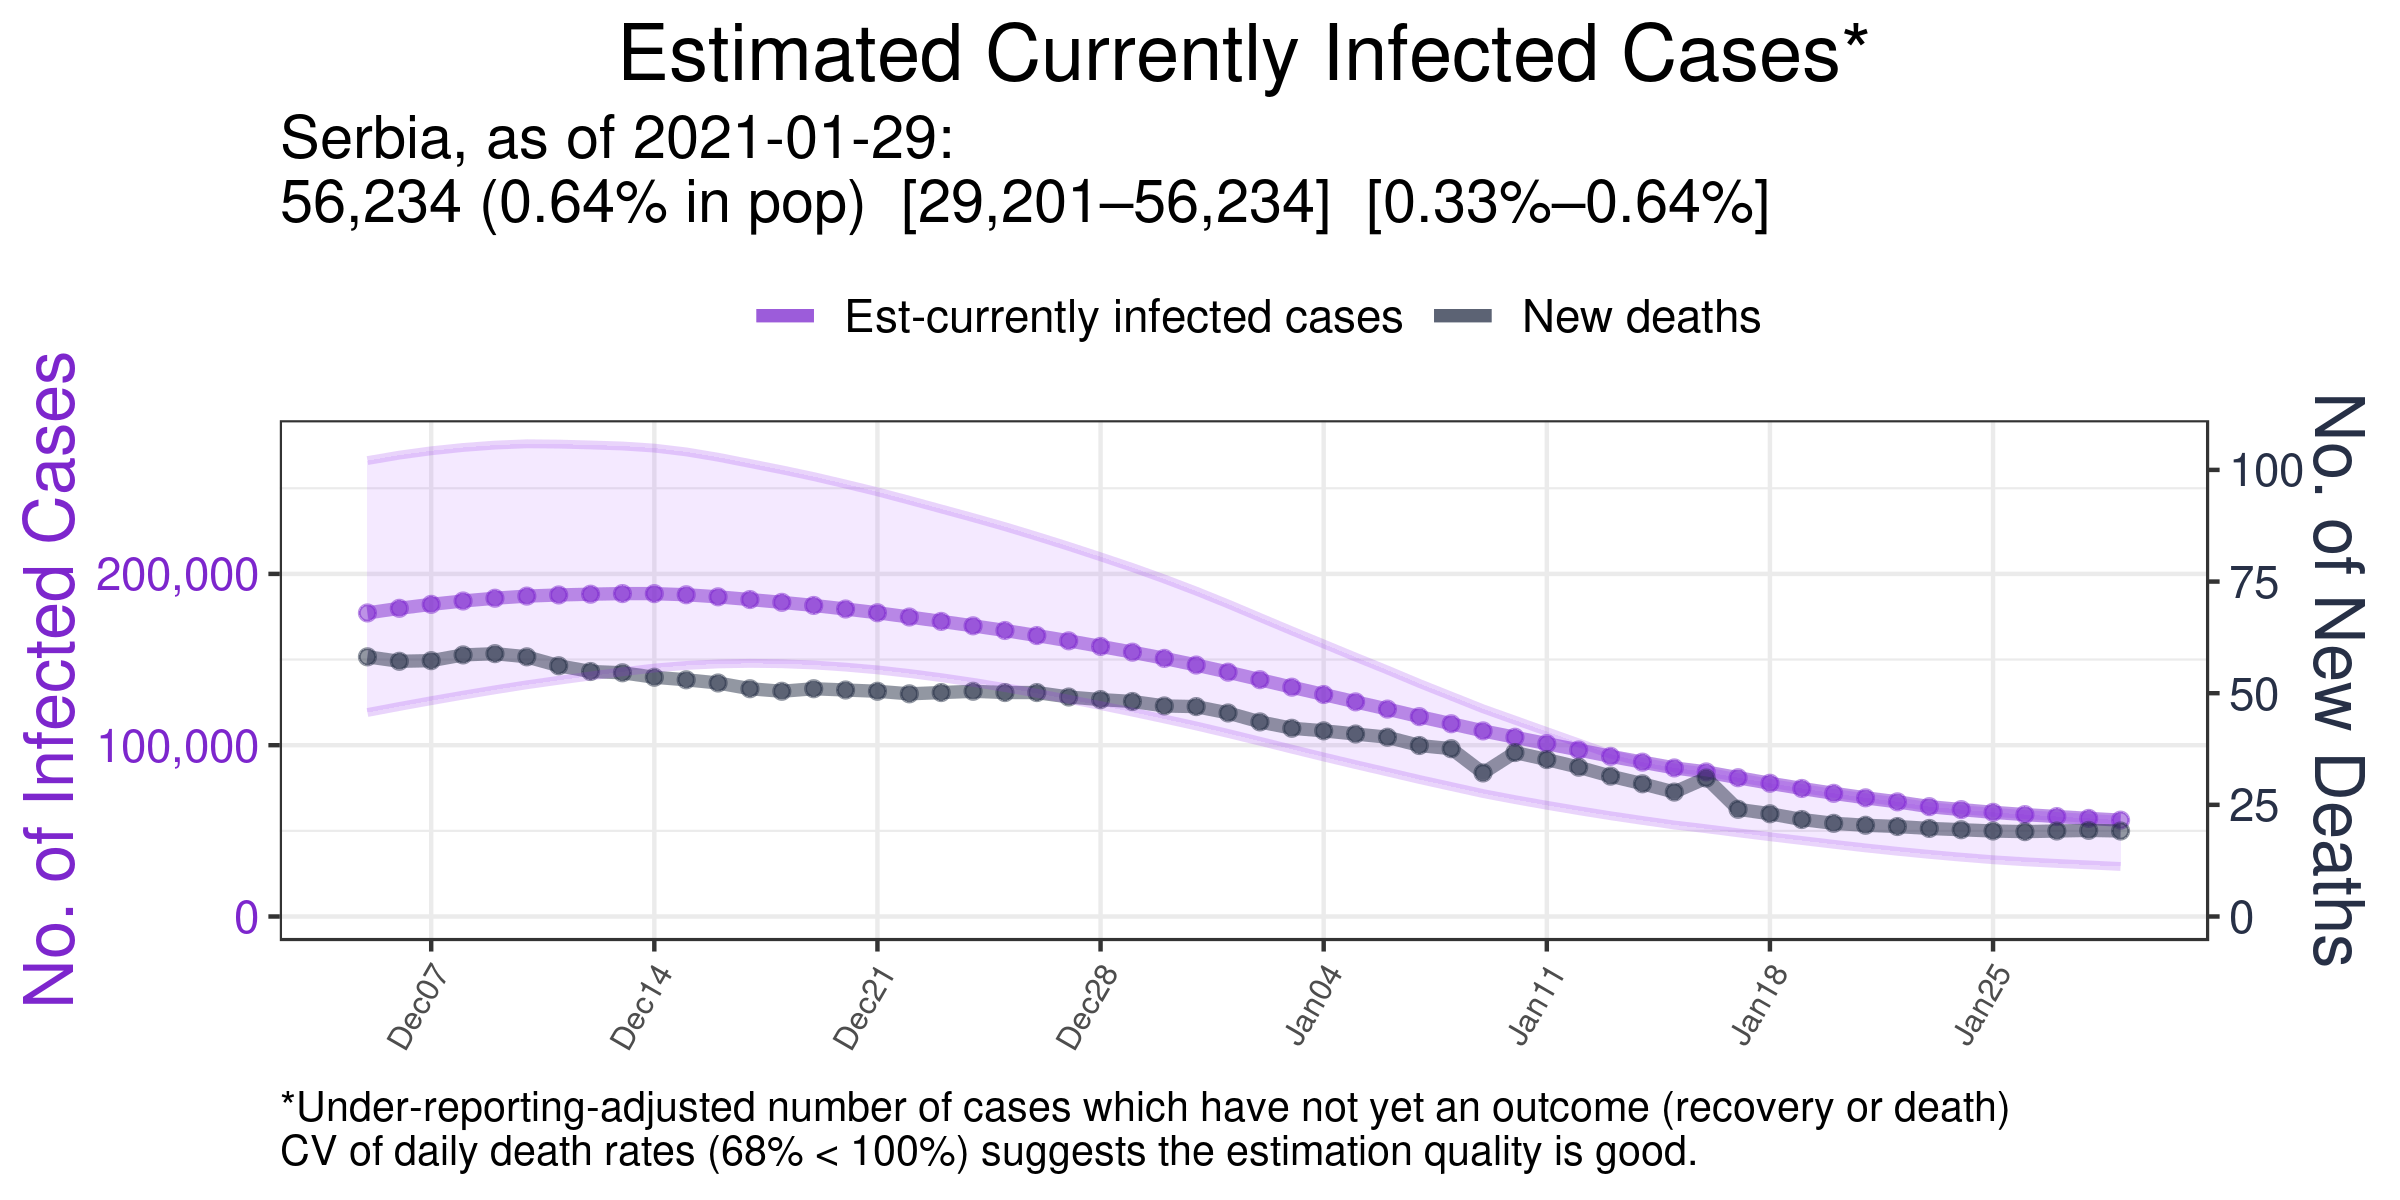 Estimated Currently Infected Cases*
Serbia, as of 2021-01-29:
56,234 (0.64% in pop)  [29,201–56,234]  [0.33%–0.64%]
Est-currently infected cases
New deaths
No. of Infected Cases
200,000
100,000
0
100
75
50
25
0
No. of New Deaths
Dec07
Dec14
Dec21
Dec28
Jan04
Jan11
Jan18
Jan25
*Under-reporting-adjusted number of cases which have not yet an outcome (recovery or death)
CV of daily death rates (68% < 100%) suggests the estimation quality is good.